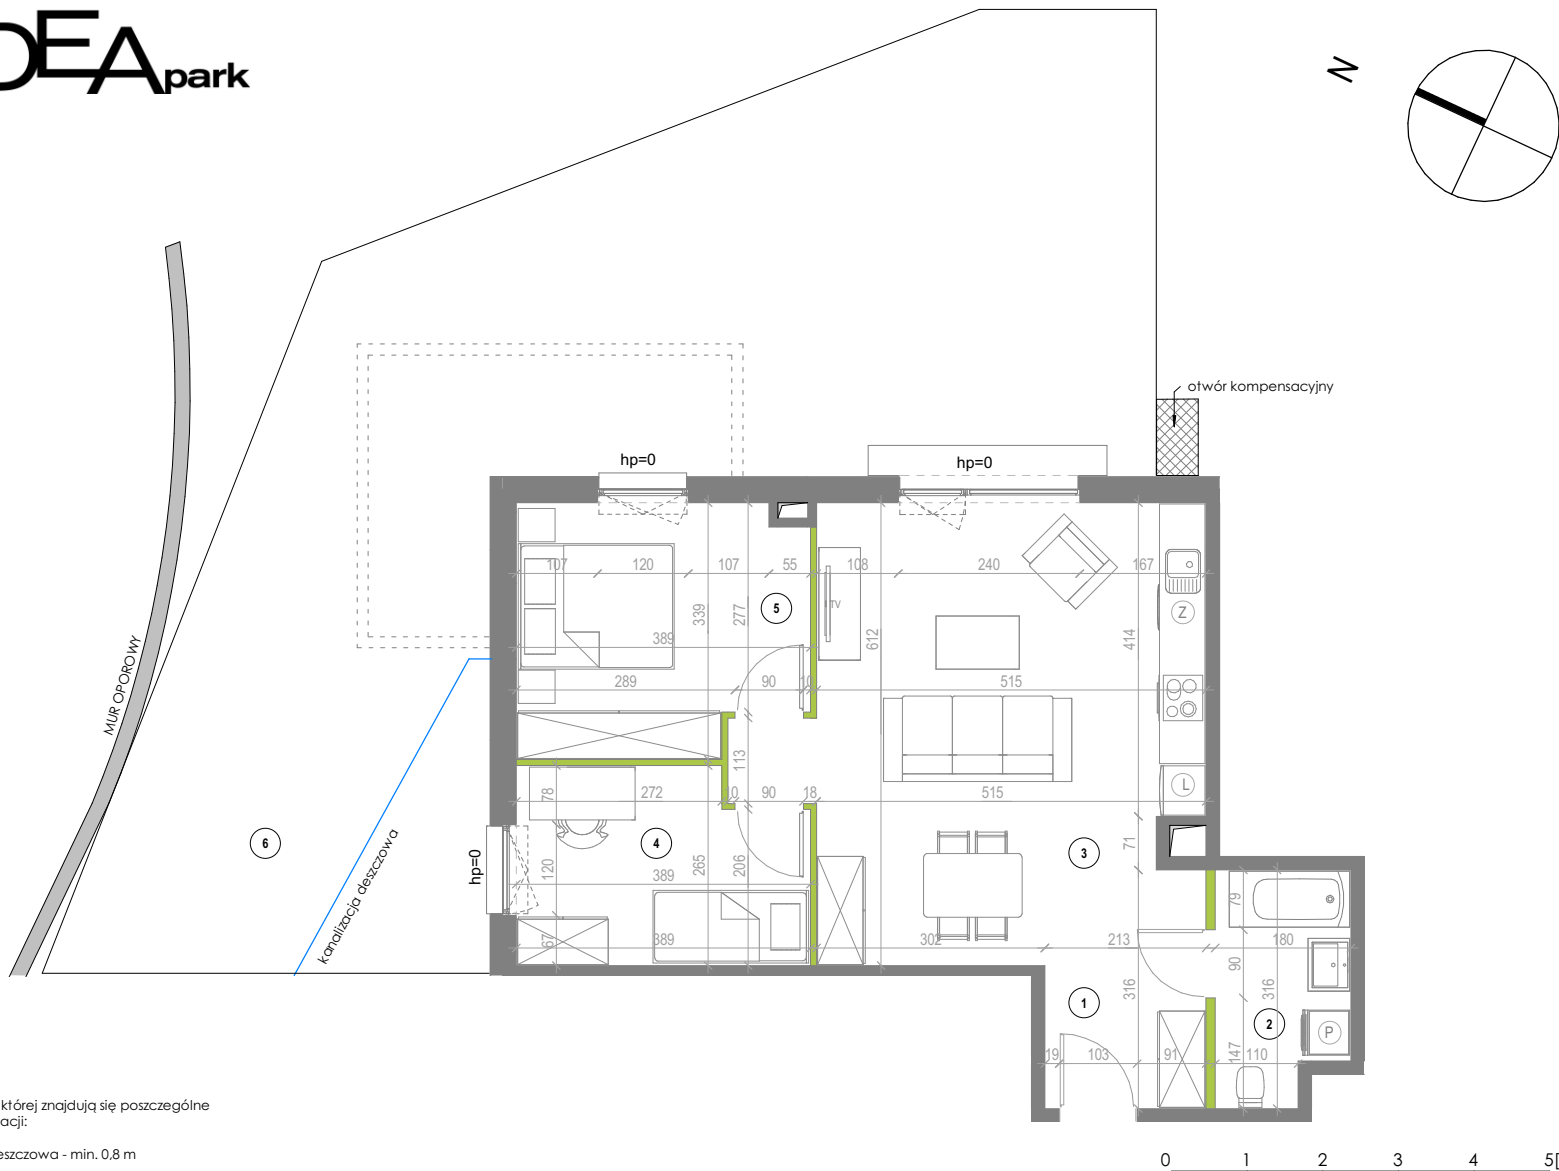 DEApark
N
otwór kompensacyjny
hp=0
hp=0
107 120 107 55 108 240 167
5
TV
Z
339
277
389
612
414
289 90 10 515
MUR OPOROWY
113
78
272 10 90 18 515
L
6
4
3
71
hp=0
120
265
206
389
kanalizacja deszczowa
79
67
389 302 213 180
90
316
316
1
2
P
147
19 103 91 110
której znajdują się poszczególne
acji:
eszczowa - min. 0,8 m
0 1 2 3 4 5[